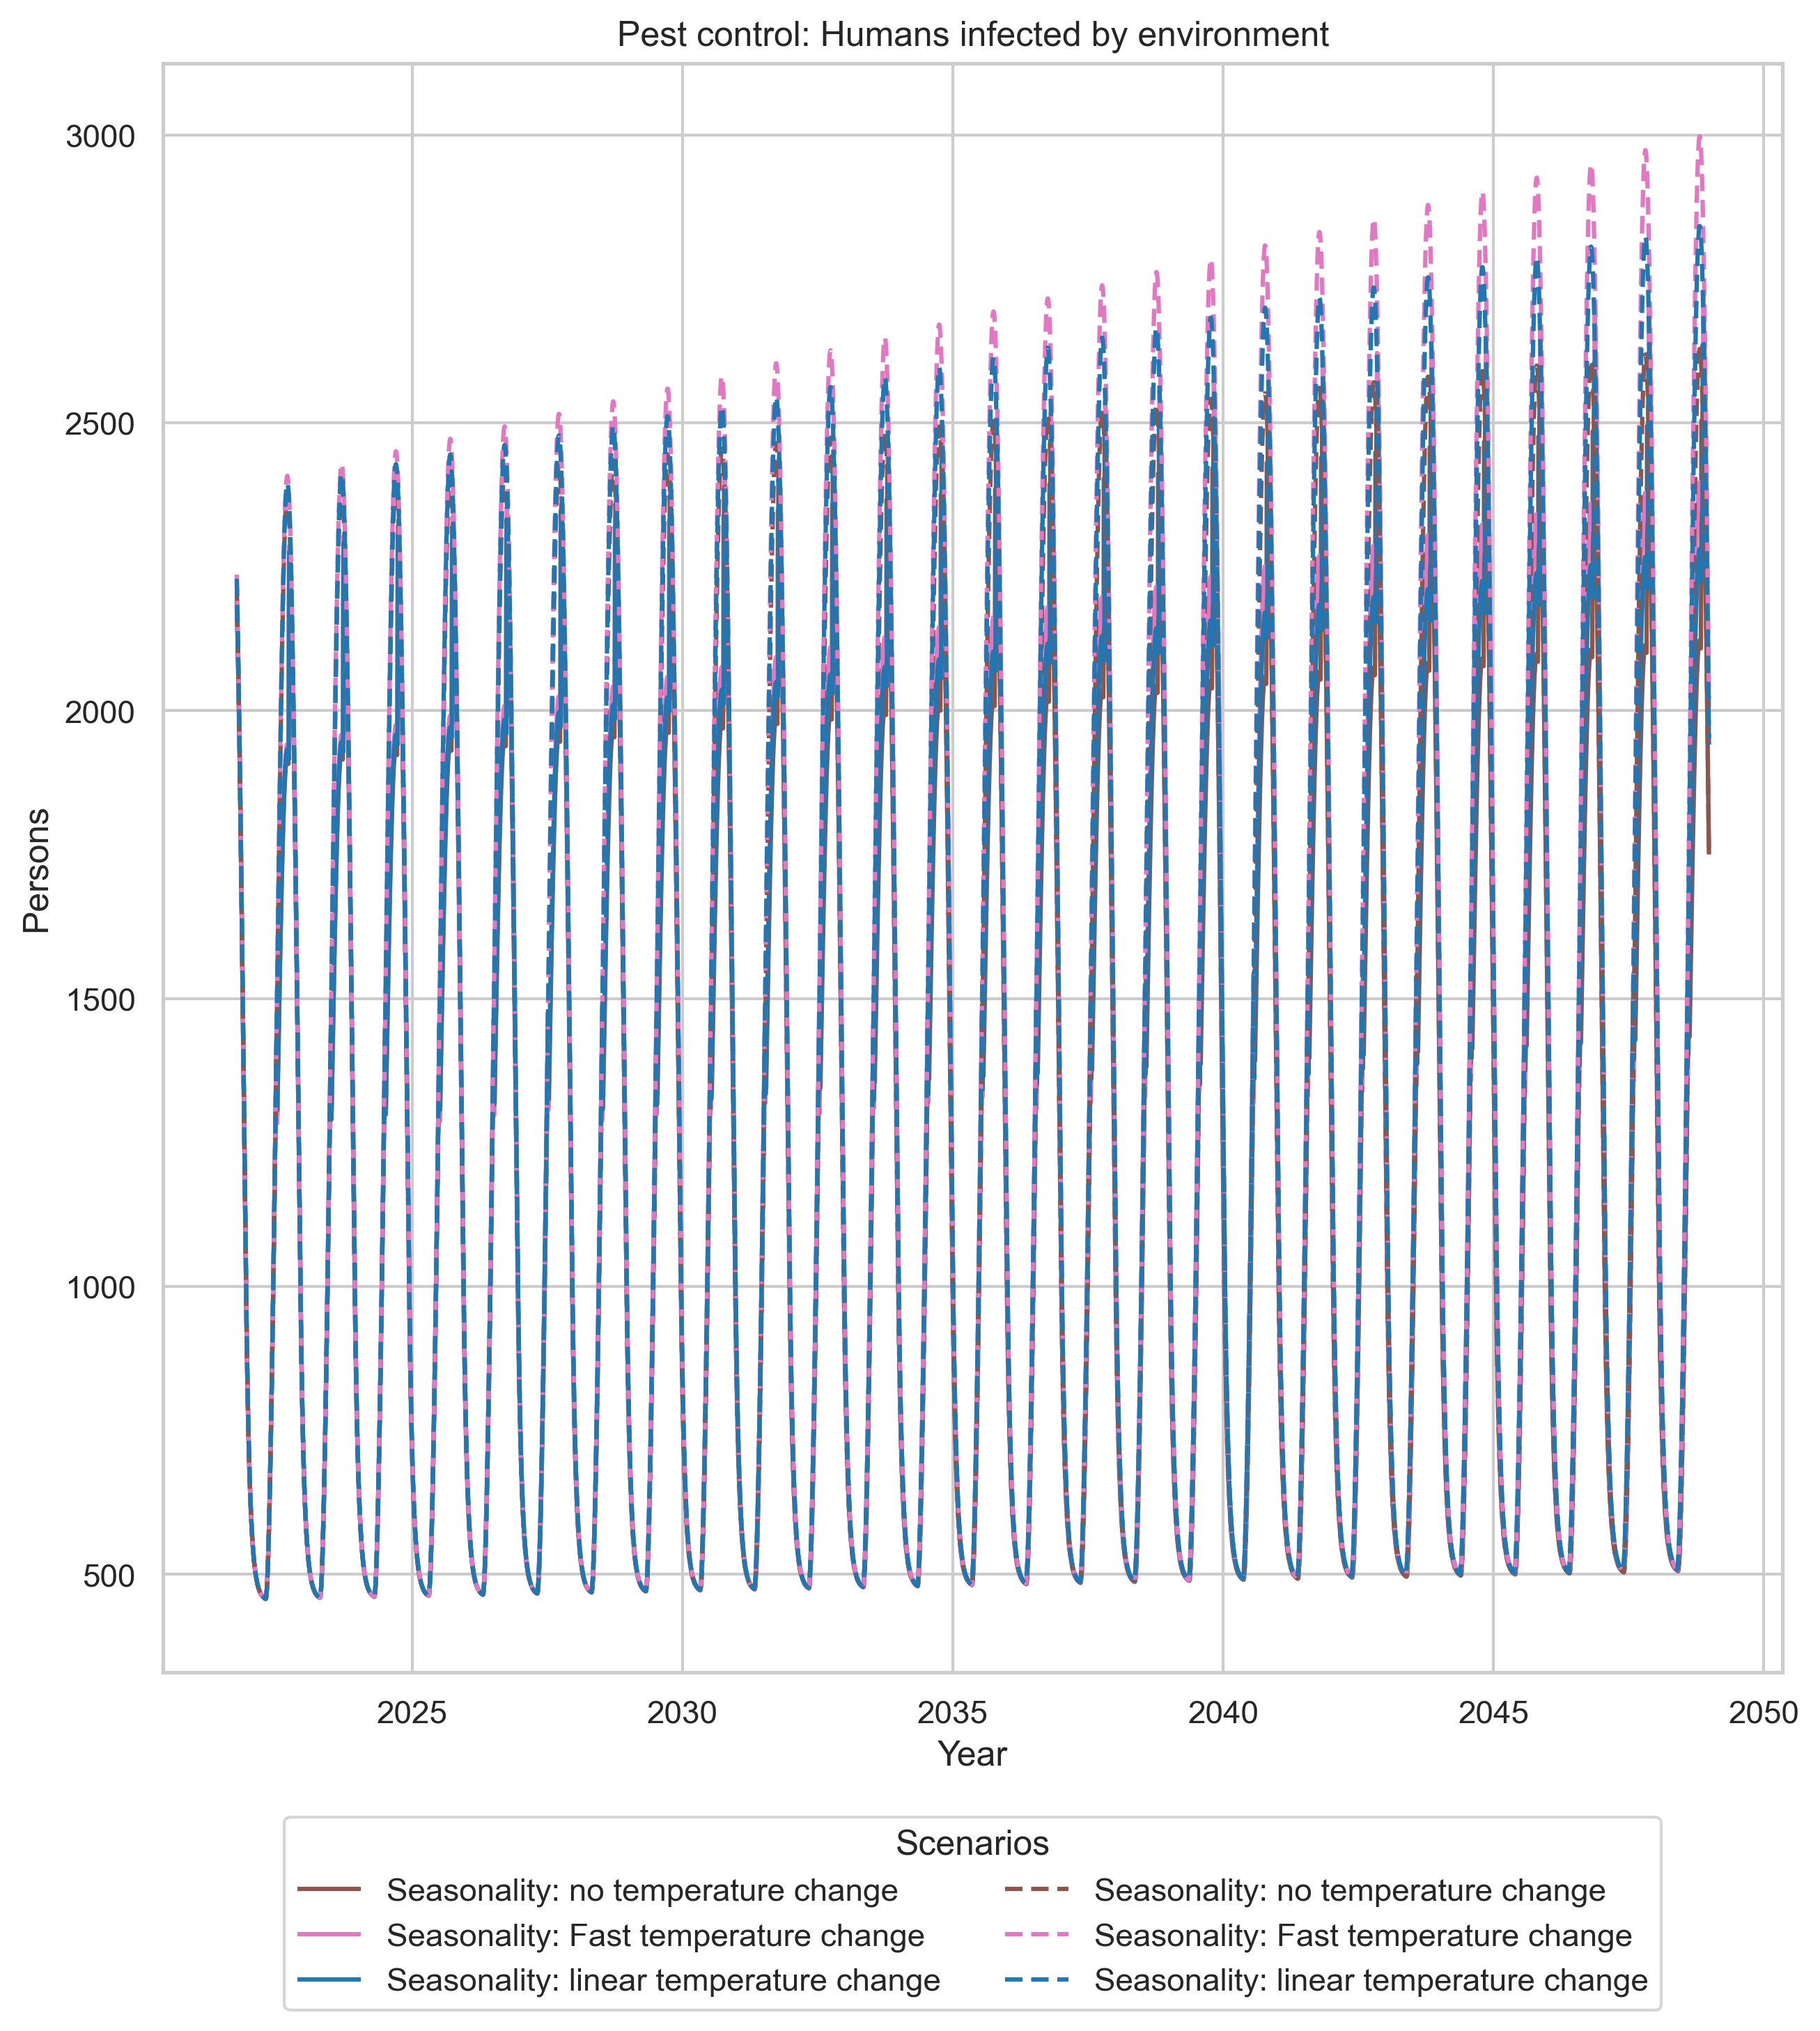 Pest control: Humans infected by environment
3000
2500
2000
1500
1000
500
Persons
2025
2030
2035
2040
2045
2050
Year
Scenarios
Seasonality: no temperature change
Seasonality: Fast temperature change
Seasonality: linear temperature change
Seasonality: no temperature change
Seasonality: Fast temperature change
Seasonality: linear temperature change